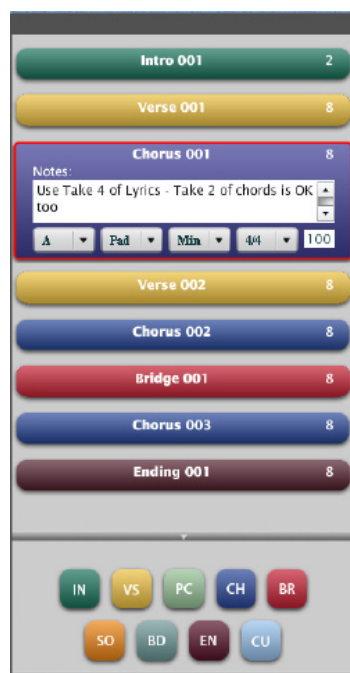 Intro 001 2
Verse 001 8
Chorus 001 8
Notes:
Use Take 4 of Lyrics - Take 2 of chords is OK
too
A Pad Min 4/4 100
Verse 002 8
Chorus 002 8
Bridge 001 8
Chorus 003 8
Ending 001 8
IN VS PC CH BR
SO BD EN CU